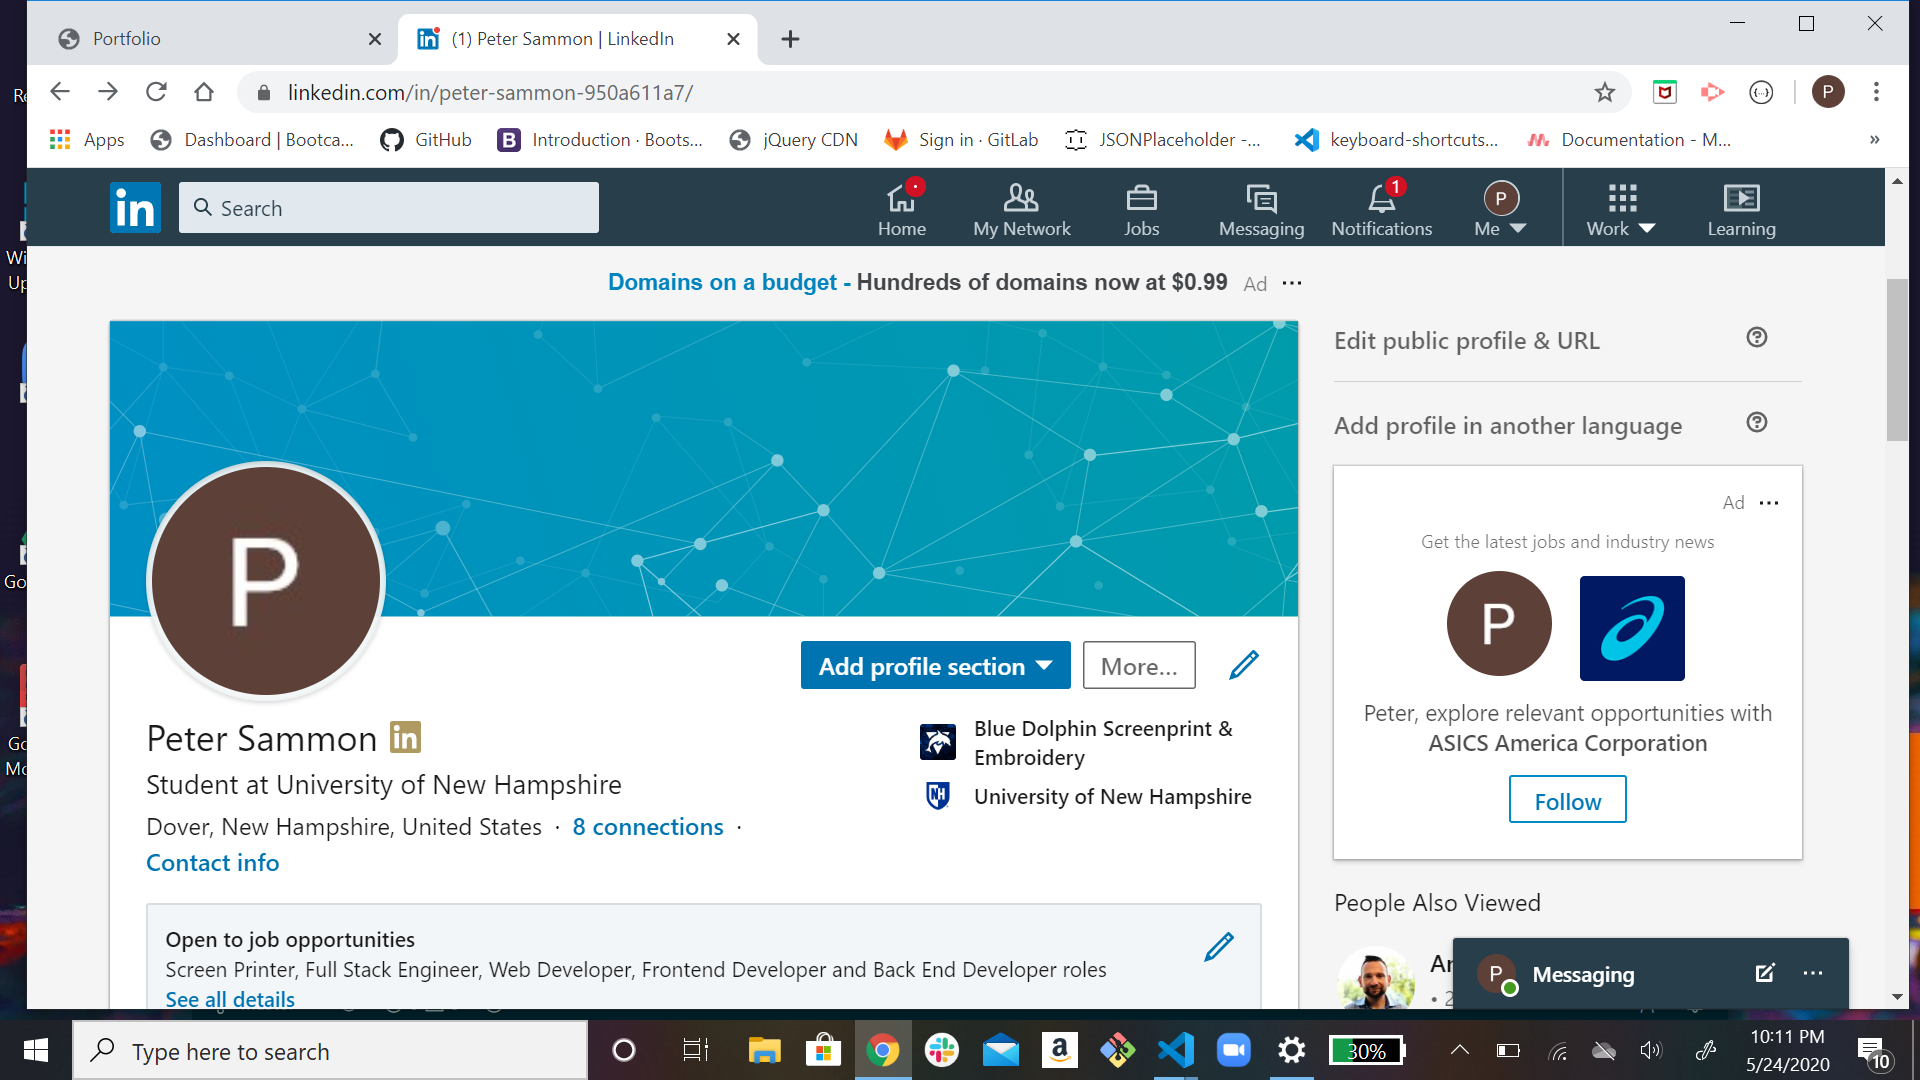 Portfolio
(1) Peter Sammon | LinkedIn
linkedin.com/in/peter-sammon-950a611a7/
P
Apps
Dashboard | Bootca...
GitHub
B
Introduction · Boots...
jQuery CDN
Sign in · GitLab
JSONPlaceholder -...
keyboard-shortcuts...
Documentation - M...
»
in
Search
Home
My Network
Jobs
Messaging
1
Notifications
P
Me
Work
Learning
Domains on a budget - Hundreds of domains now at $0.99 Ad ...
Edit public profile & URL
Add profile in another language
P
Add profile section
More...
Peter Sammon in
Student at University of New Hampshire
Dover, New Hampshire, United States · 8 connections ·
Contact info
Blue Dolphin Screenprint &
Embroidery
NH
University of New Hampshire
Ad ...
Get the latest jobs and industry news
P
Peter, explore relevant opportunities with
ASICS America Corporation
Follow
People Also Viewed
Open to job opportunities
Screen Printer, Full Stack Engineer, Web Developer, Frontend Developer and Back End Developer roles
See all details
P
Messaging
Type here to search
a
30%
10:11 PM
5/24/2020
10